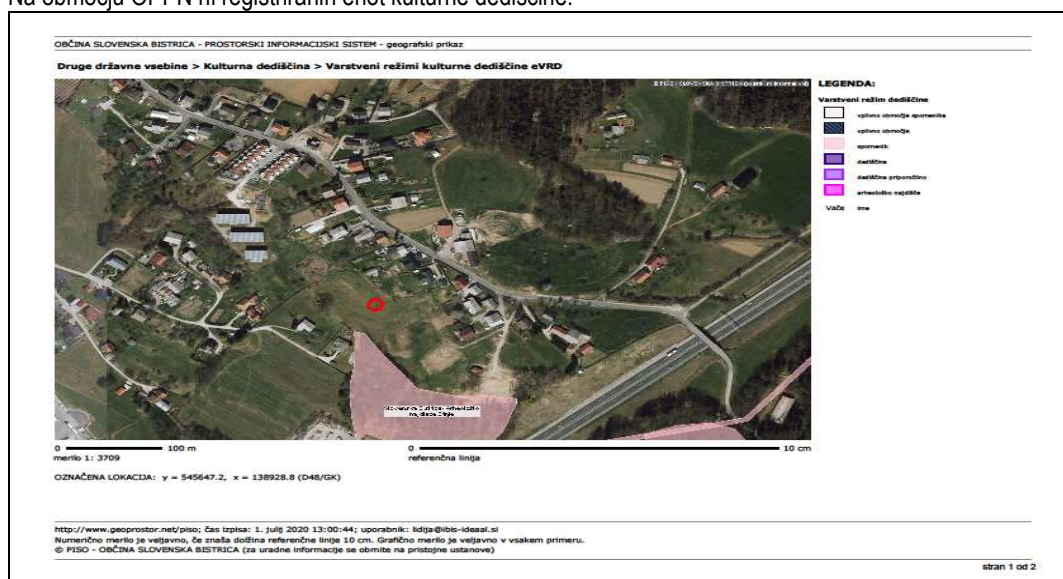 Na območju OPPN ni registriranih enot kulturne dediščine.
OBČINA SLOVENSKA BISTRICA - PROSTORSKI INFORMACIJSKI SISTEM - geografski prikaz
Druge državne vsebine > Kulturna dediščina > Varstveni režimi kulturne dediščine eVRD
LEGENDA:
Varstveni režim dediščine
vplivno območje spomenika
vplivno območje
spomenik
dediščina
dediščina priporočilno
arheološko najdišče
Vače ime
0 100 m
merilo 1: 3709
0 10 cm
referenčna linija
OZNAČENA LOKACIJA: y = 545647.2, x = 138928.8 (D48/GK)
http://www.geoprostor.net/piso; čas izpisa: 1. julij 2020 13:00:44; uporabnik: lidija@ibis-ideaal.si
Numerično merilo je veljavno, če znaša dolžina referenčne linije 10 cm. Grafično merilo je veljavno v vsakem primeru.
© PISO - OBČINA SLOVENSKA BISTRICA (za uradne informacije se obrnite na pristojne ustanove)
stran 1 od 2